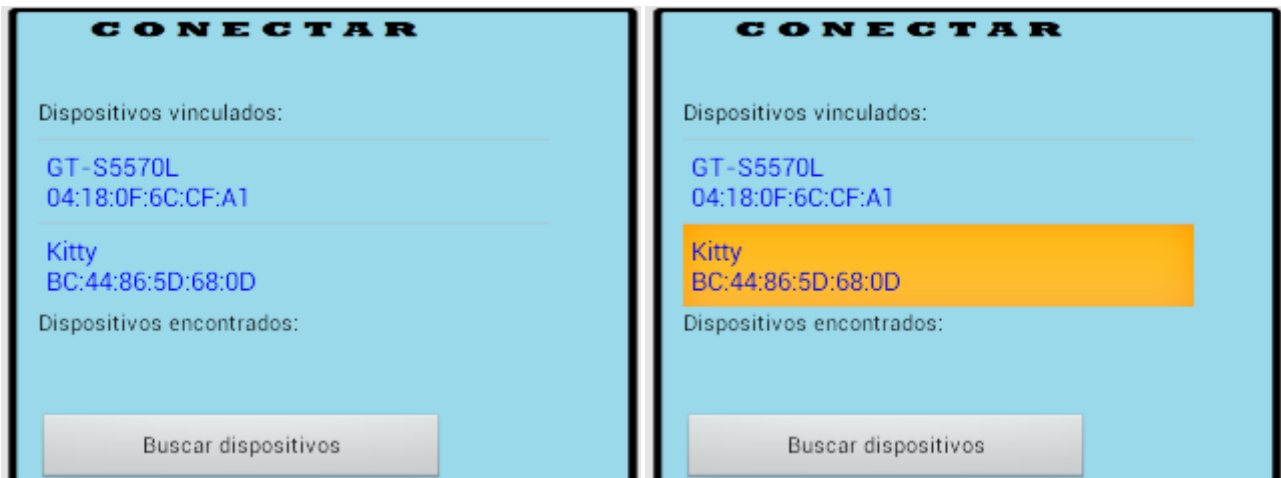 CONECTAR
Dispositivos vinculados:
GT-S5570L
04:18:0F:6C:CF:A1
Kitty
BC:44:86:5D:68:0D
Dispositivos encontrados:
Buscar dispositivos
CONECTAR
Dispositivos vinculados:
GT-S5570L
04:18:0F:6C:CF:A1
Kitty
BC:44:86:5D:68:0D
Dispositivos encontrados:
Buscar dispositivos